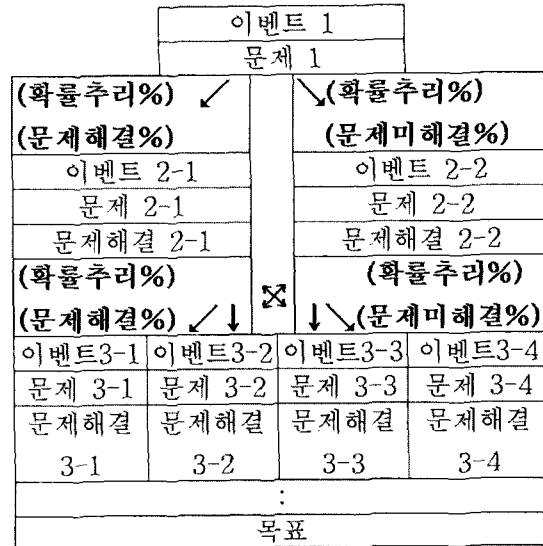 이벤트 1
문제 1
(확률추리%) (확률추리%)
(문제해결%) (문제미해결%)
이벤트 2-1 이벤트 2-2
문제 2-1 문제 2-2
문제해결 2-1 문제해결 2-2
(확률추리%) (확률추리%)
(문제해결%) (문제미해결%)
이벤트3-1 이벤트3-2 이벤트3-3 이벤트3-4
문제 3-1 문제 3-2 문제 3-3 문제 3-4
문제해결 문제해결 문제해결 문제해결
3-1 3-2 3-3 3-4
:
목표